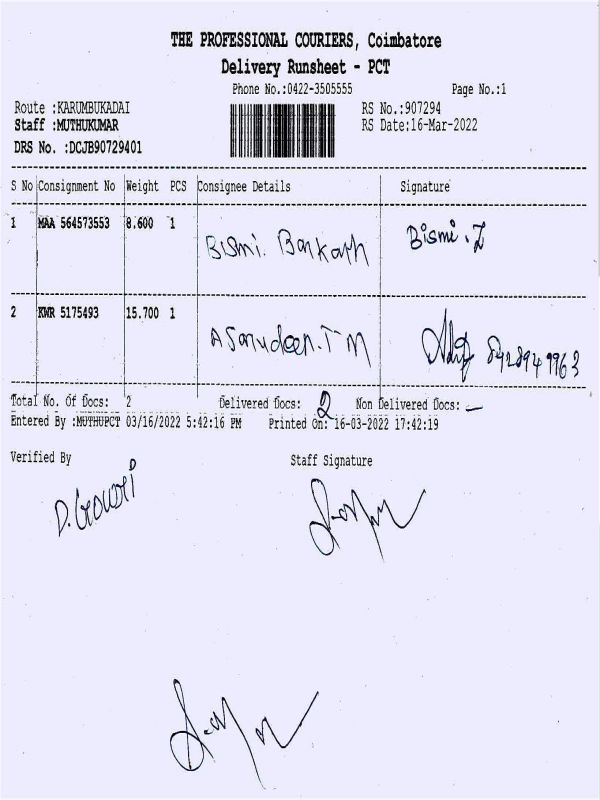 THE PROFESSIONAL COURIERS, Coimbatore
Delivery Runsheet - PCT
Phone No.:0422-3505555 Page No.:1
Route :KARUMBUKADAI RS No.:907294
Staff :MUTHUKUMAR RS Date:16-Mar-2022
DRS No. :DCJB90729401
S No Consignment No Weight PCS Consignee Details Signature
1 MAA 564573553 8.600 1 Bismi. Bismi. J
2 KWR 5175493 15.700 1 Asarudeen.T M
Total No. Of Docs: 2 Delivered Docs: 2 Non Delivered Docs: -
Entered By :MUTHUPCT 03/16/2022 5:42:16 PM Printed On: 16-03-2022 17:42:19
Verified By Staff Signature
D. Gowri